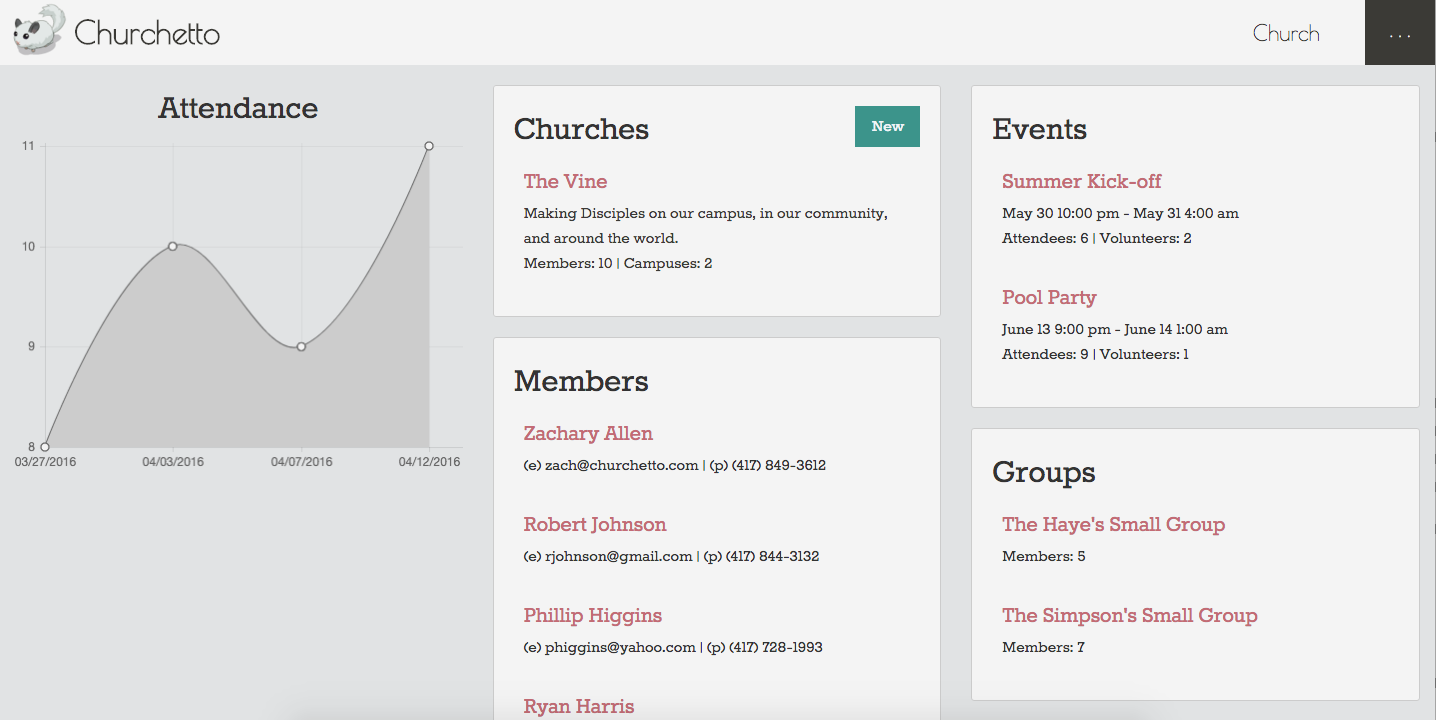 Churchetto
Church
...
Attendance
11
10
9
8
03/27/2016 04/03/2016 04/07/2016 04/12/2016
Churches
New
The Vine
Making Disciples on our campus, in our community,
and around the world.
Members: 10 | Campuses: 2
Members
Zachary Allen
(e) zach@churchetto.com | (p) (417) 849-3612
Robert Johnson
(e) rjohnson@gmail.com | (p) (417) 844-3132
Phillip Higgins
(e) phiggins@yahoo.com | (p) (417) 728-1993
Ryan Harris
Events
Summer Kick-off
May 30 10:00 pm - May 31 4:00 am
Attendees: 6 | Volunteers: 2
Pool Party
June 13 9:00 pm - June 14 1:00 am
Attendees: 9 | Volunteers: 1
Groups
The Haye's Small Group
Members: 5
The Simpson's Small Group
Members: 7